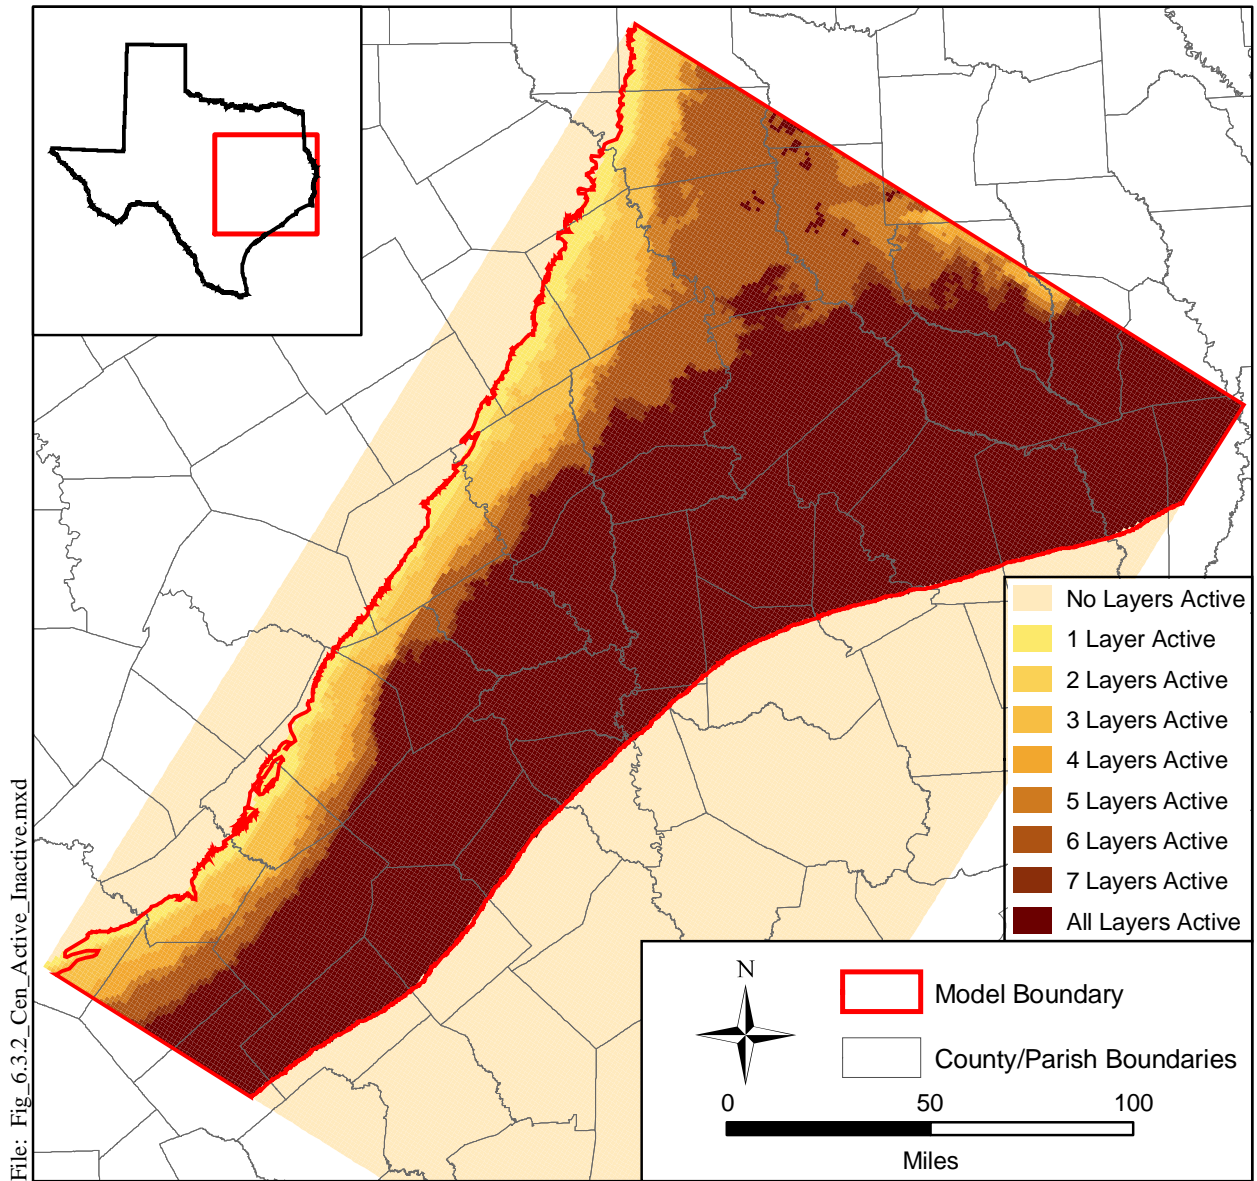 No Layers Active
1 Layer Active
2 Layers Active
3 Layers Active
4 Layers Active
5 Layers Active
6 Layers Active
7 Layers Active
All Layers Active
N
Model Boundary
County/Parish Boundaries
0 50 100
Miles
File: Fig_6.3.2_Cen_Active_Inactive.mxd